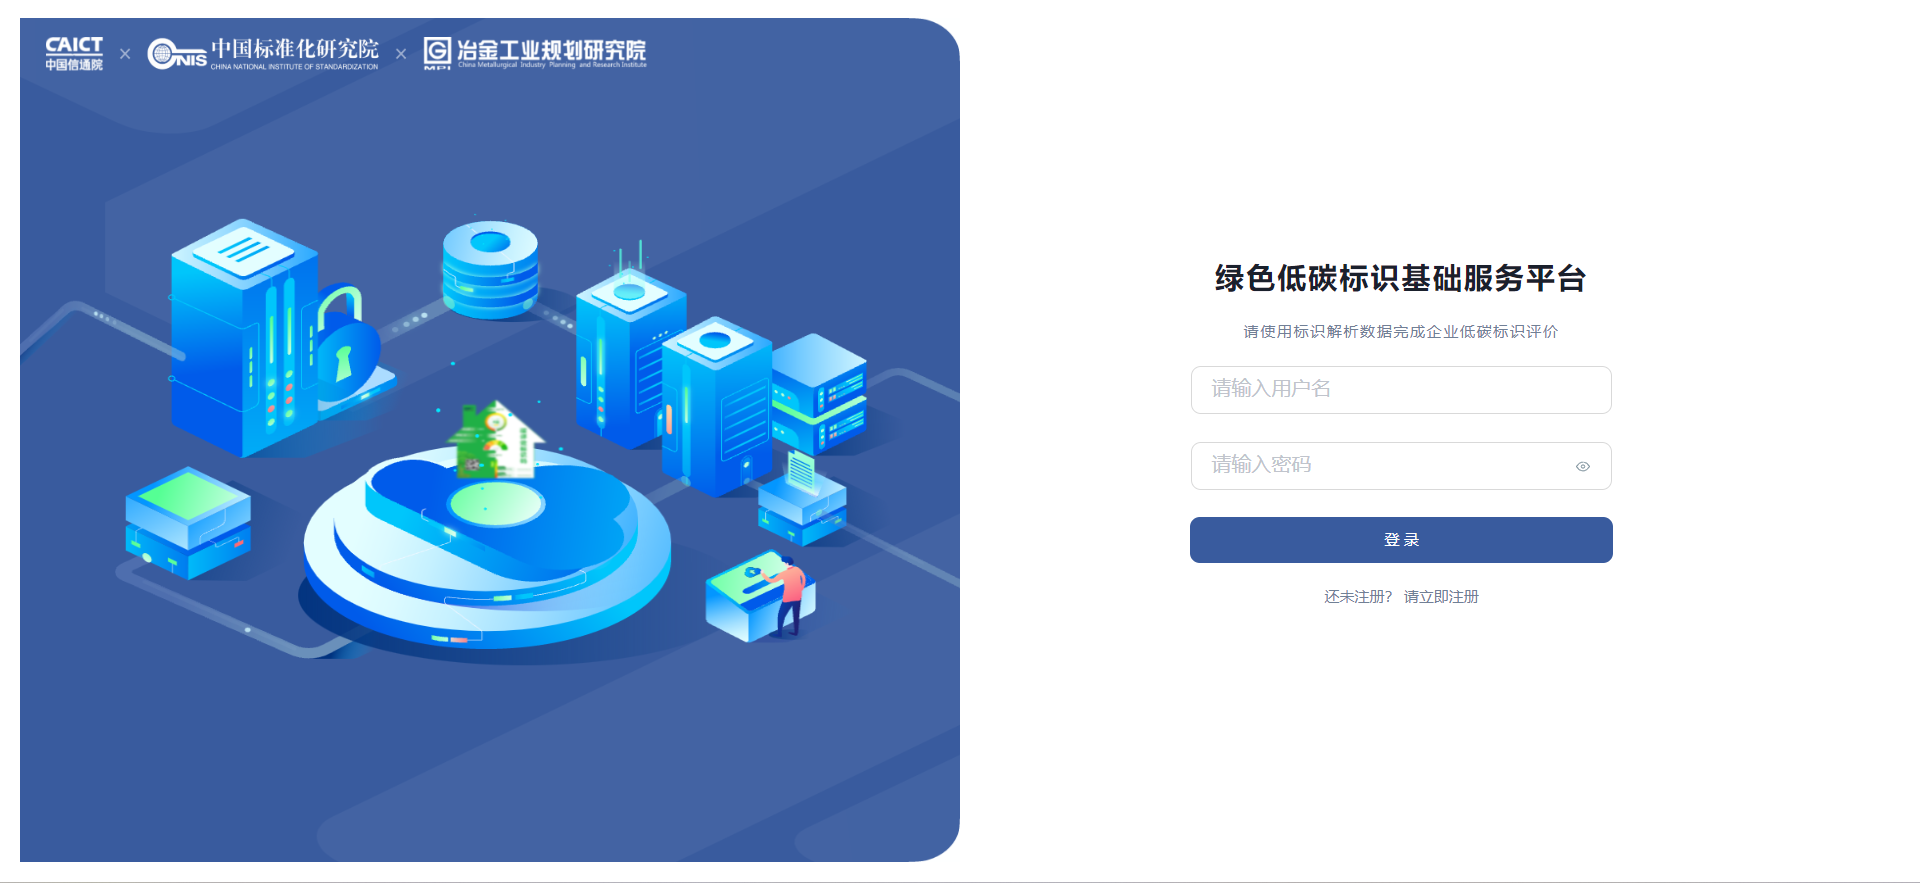 CAICT
中国信通院
×
NIS
中国标准化研究院
CHINA NATIONAL INSTITUTE OF STANDARDIZATION
×
MPI
冶金工业规划研究院
China Metallurgical Industry Planning and Research Institute
绿色低碳标识基础服务平台
请使用标识解析数据完成企业低碳标识评价
请输入用户名
请输入密码
登 录
还未注册? 请立即注册